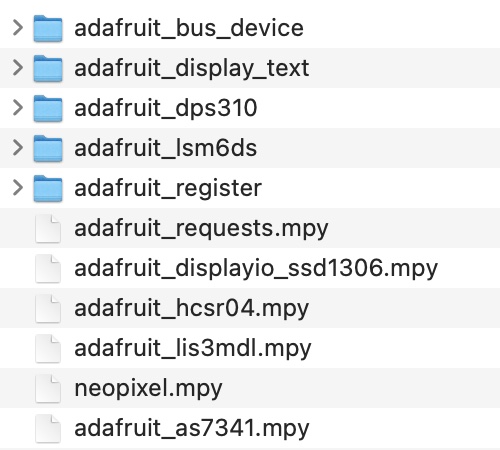 adafruit_bus_device
adafruit_display_text
adafruit_dps310
adafruit_lsm6ds
adafruit_register
adafruit_requests.mpy
adafruit_displayio_ssd1306.mpy
adafruit_hcsr04.mpy
adafruit_lis3mdl.mpy
neopixel.mpy
adafruit_as7341.mpy